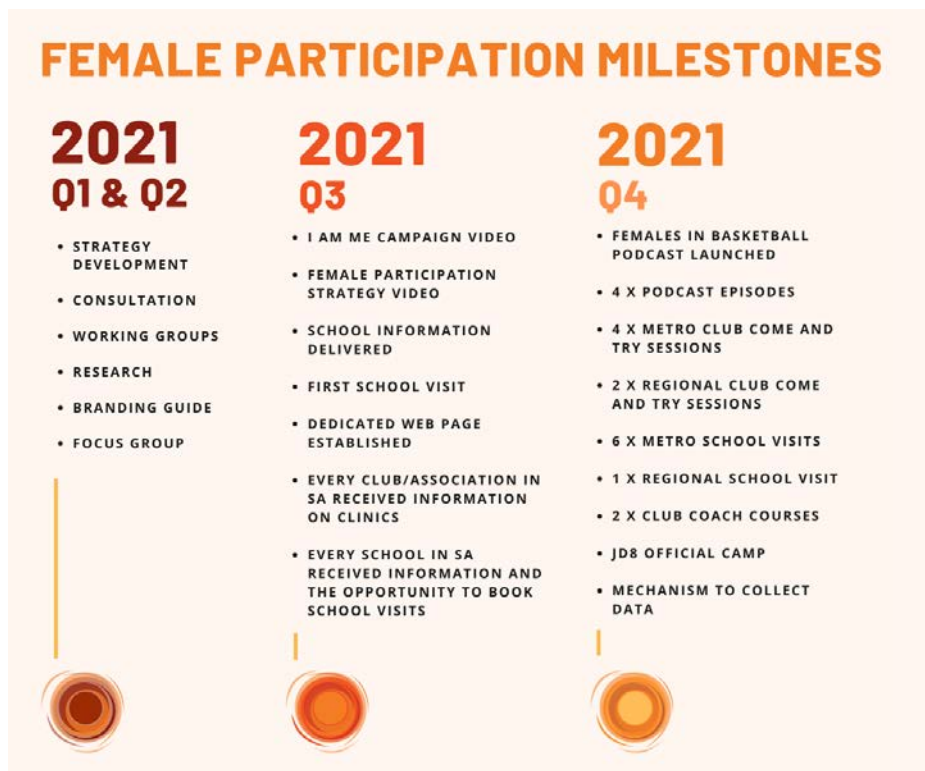 FEMALE PARTICIPATION MILESTONES
2021
Q1 & Q2
• STRATEGY
DEVELOPMENT
• CONSULTATION
• WORKING GROUPS
• RESEARCH
• BRANDING GUIDE
• FOCUS GROUP
2021
Q3
• I AM ME CAMPAIGN VIDEO
• FEMALE PARTICIPATION
STRATEGY VIDEO
• SCHOOL INFORMATION
DELIVERED
• FIRST SCHOOL VISIT
• DEDICATED WEB PAGE
ESTABLISHED
• EVERY CLUB/ASSOCIATION IN
SA RECEIVED INFORMATION
ON CLINICS
• EVERY SCHOOL IN SA
RECEIVED INFORMATION AND
THE OPPORTUNITY TO BOOK
SCHOOL VISITS
2021
Q4
• FEMALES IN BASKETBALL
PODCAST LAUNCHED
• 4 X PODCAST EPISODES
• 4 X METRO CLUB COME AND
TRY SESSIONS
• 2 X REGIONAL CLUB COME
AND TRY SESSIONS
• 6 X METRO SCHOOL VISITS
• 1 X REGIONAL SCHOOL VISIT
• 2 X CLUB COACH COURSES
• JD8 OFFICIAL CAMP
• MECHANISM TO COLLECT
DATA